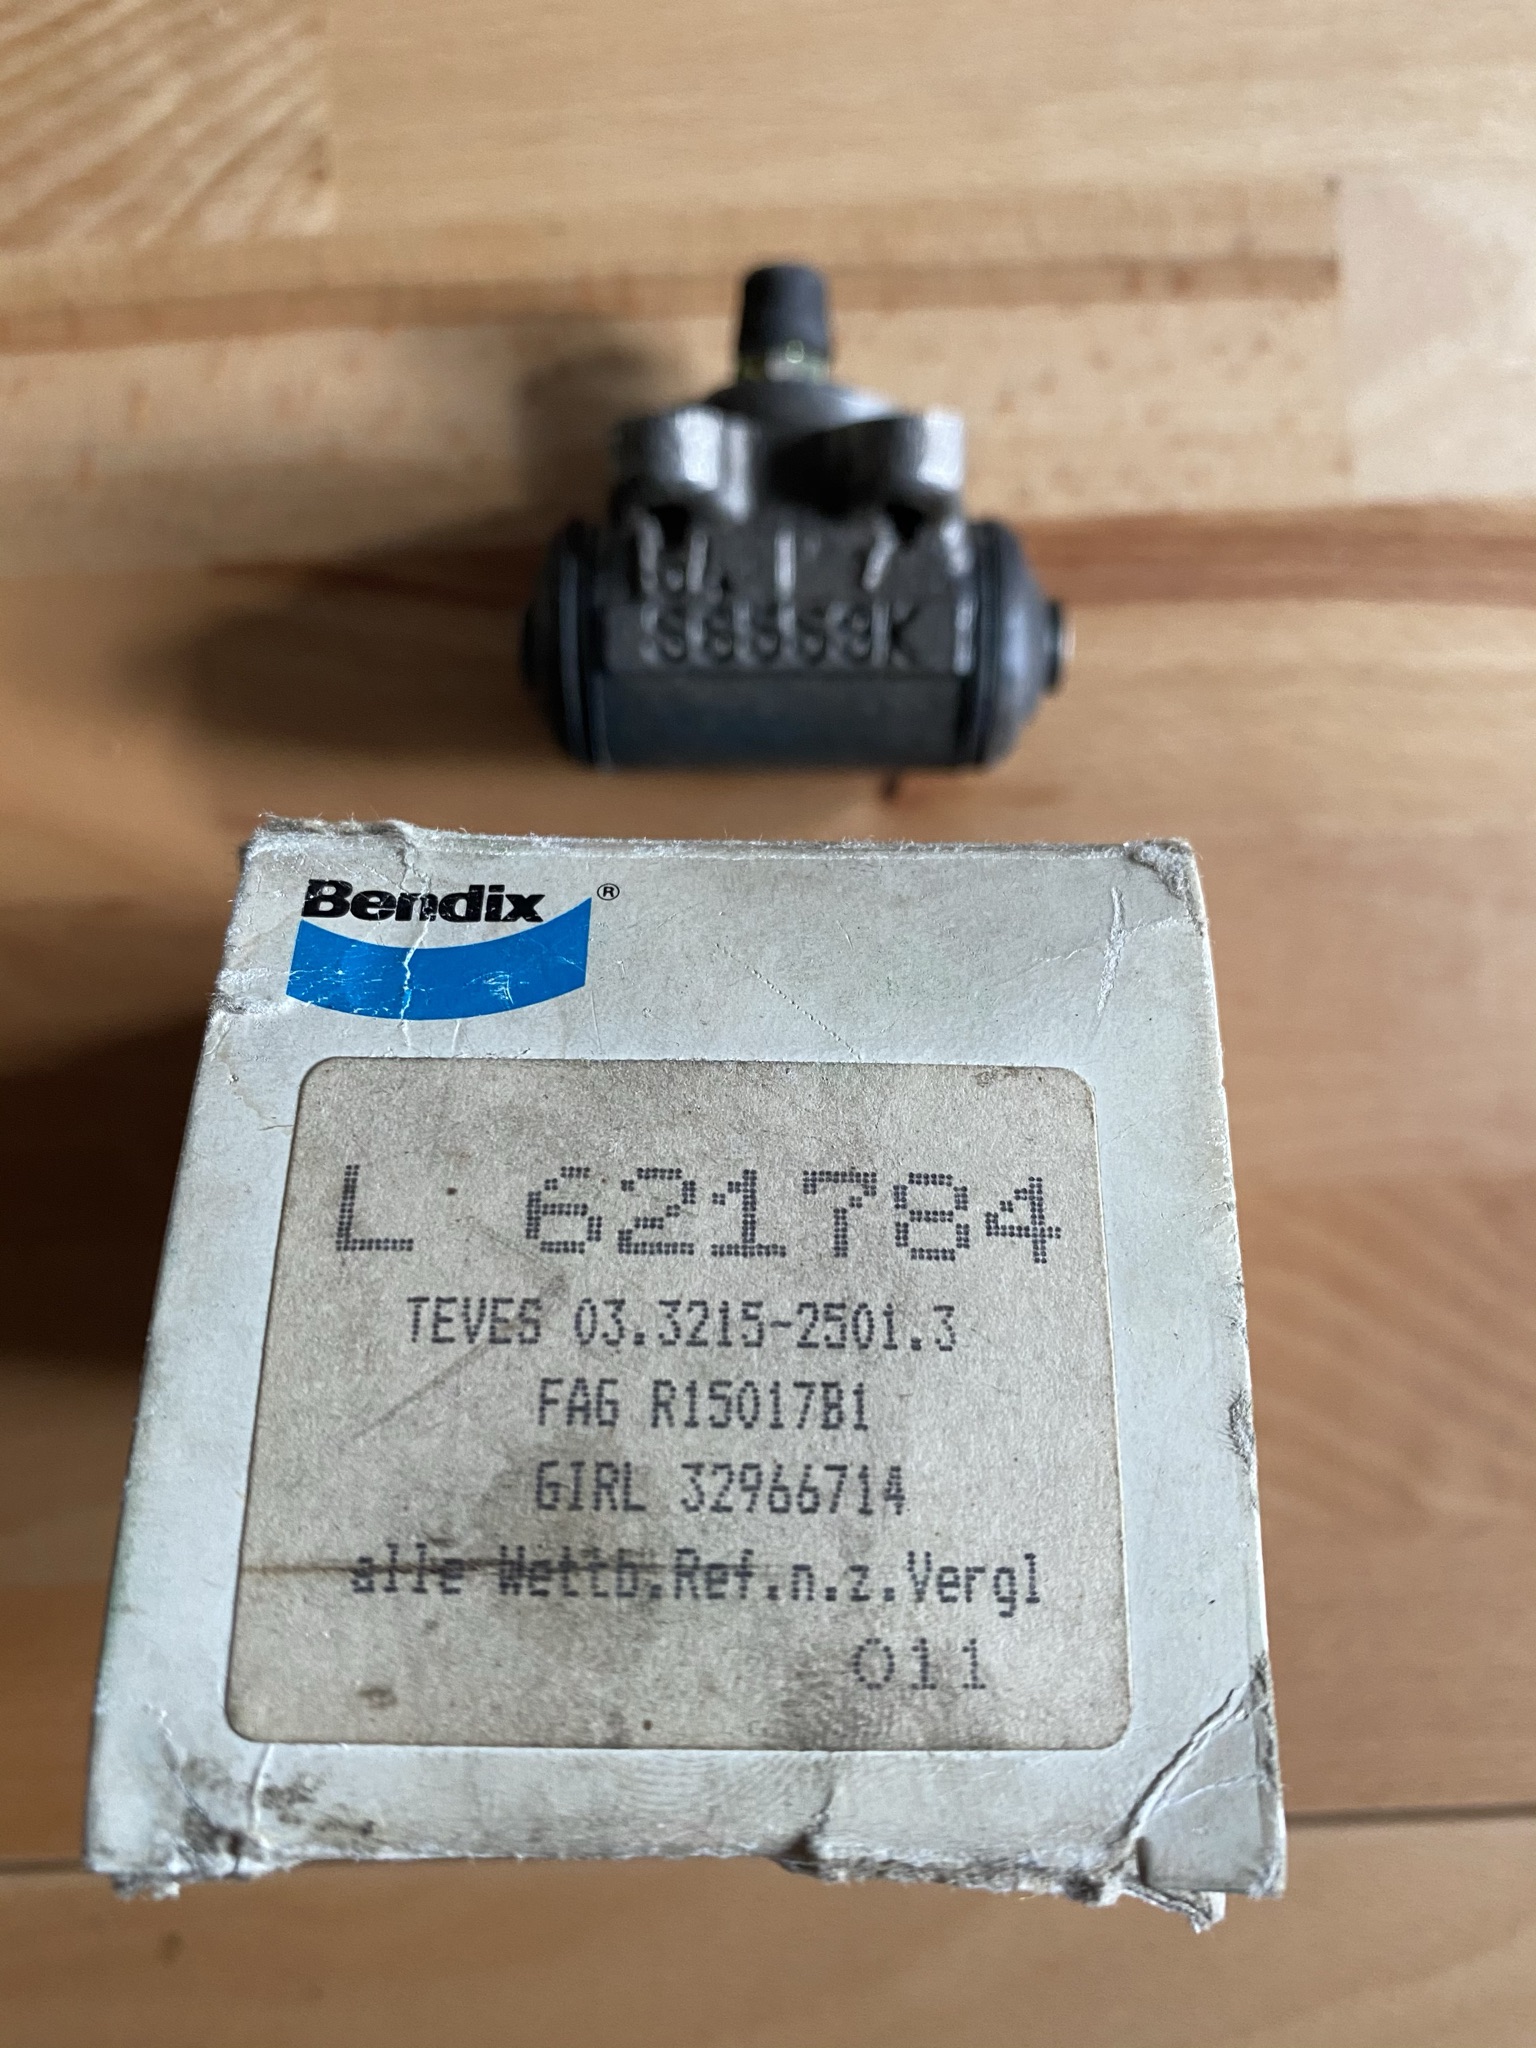 Bendix ®
L 621784
TEVES 03.3215-2501.3
FAG R15017B1
GIRL 32966714
alle Wettb.Ref.n.z.Vergl
011